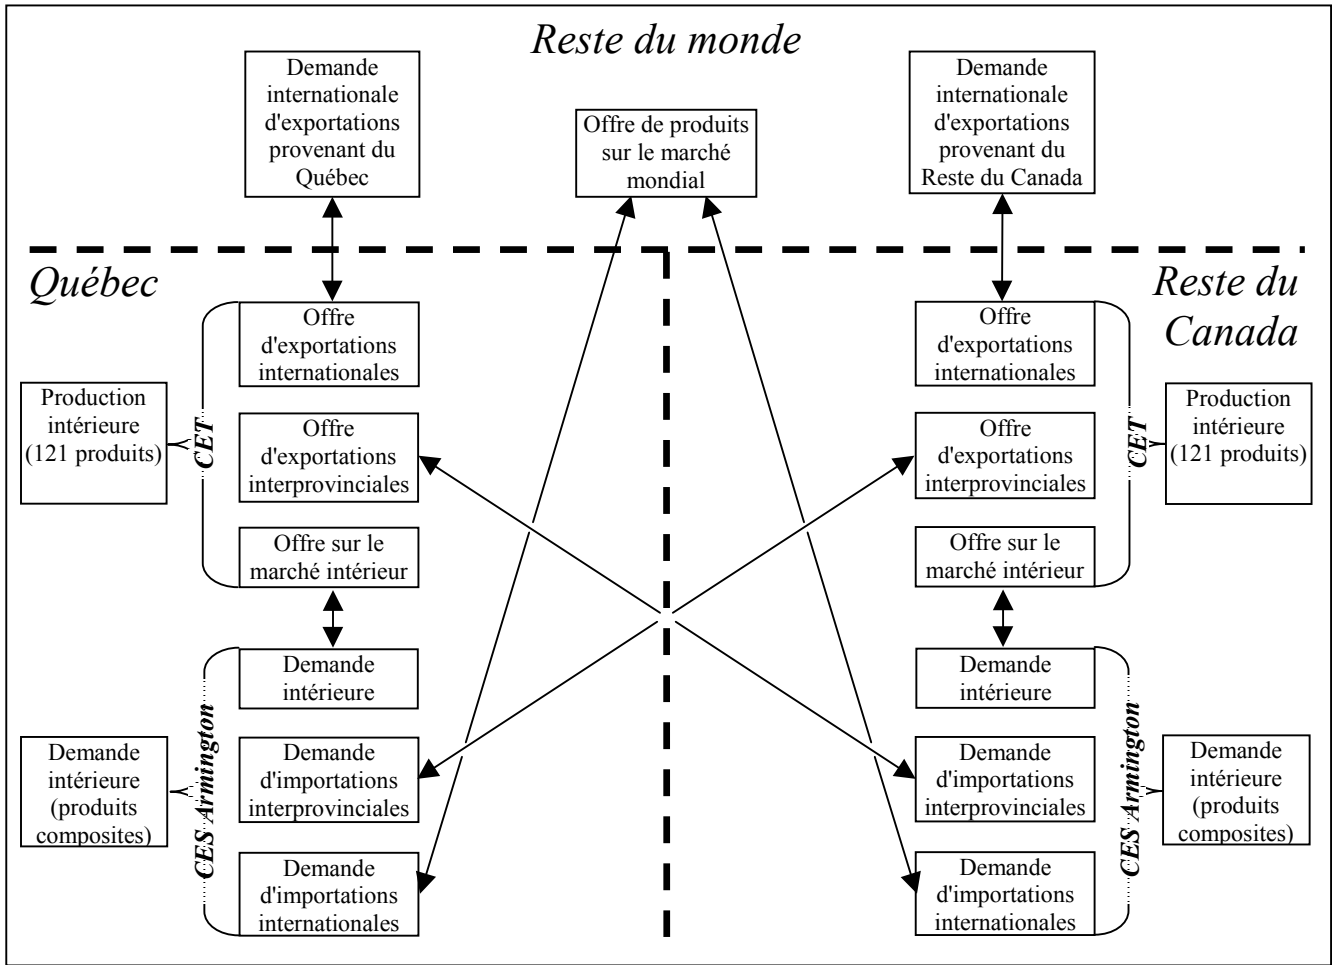 Reste du monde
Demande
internationale
d'exportations
provenant du
Québec
Offre de produits
sur le marché
mondial
Demande
internationale
d'exportations
provenant du
Reste du Canada
Québec
Reste du
Canada
Production
intérieure
(121 produits)
CET
Offre
d'exportations
internationales
Offre
d'exportations
interprovinciales
Offre sur le
marché intérieur
Demande
intérieure
(produits
composites)
CES Armington
Demande
intérieure
Demande
d'importations
interprovinciales
Demande
d'importations
internationales
Offre
d'exportations
internationales
Offre
d'exportations
interprovinciales
Offre sur le
marché intérieur
CET
Production
intérieure
(121 produits)
Demande
intérieure
Demande
d'importations
interprovinciales
Demande
d'importations
internationales
CES Armington
Demande
intérieure
(produits
composites)